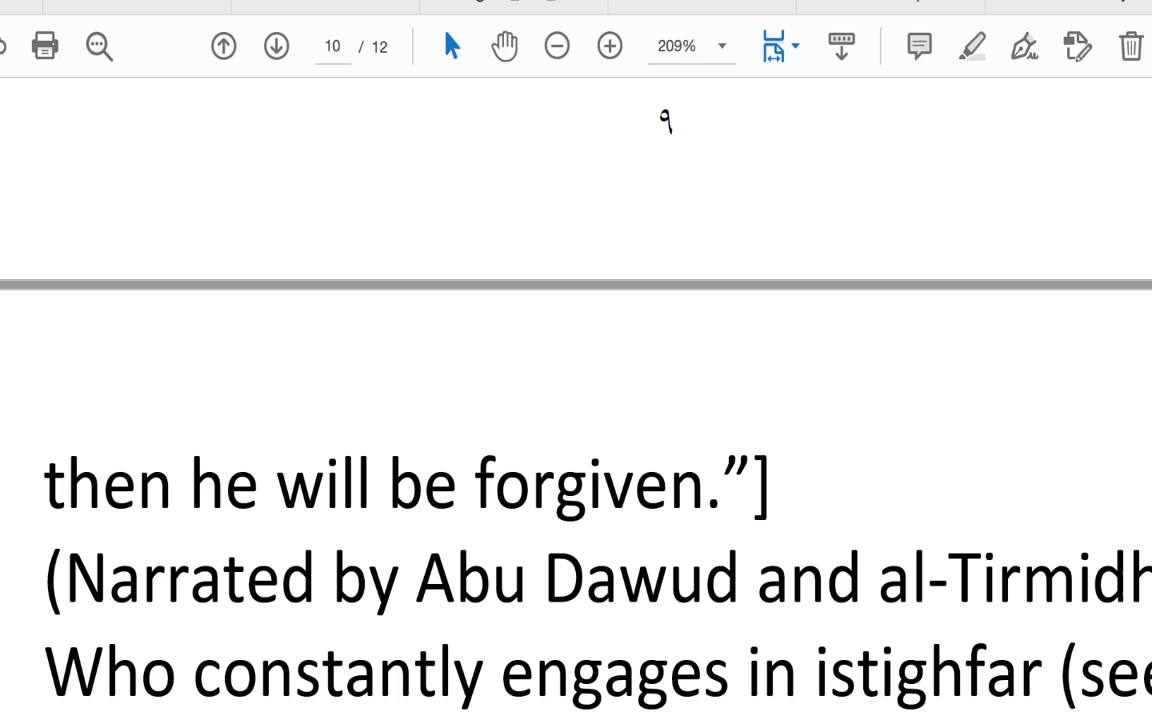 10 / 12
209%
٩
then he will be forgiven.”]
(Narrated by Abu Dawud and al-Tirmidh
Who constantly engages in istighfar (see